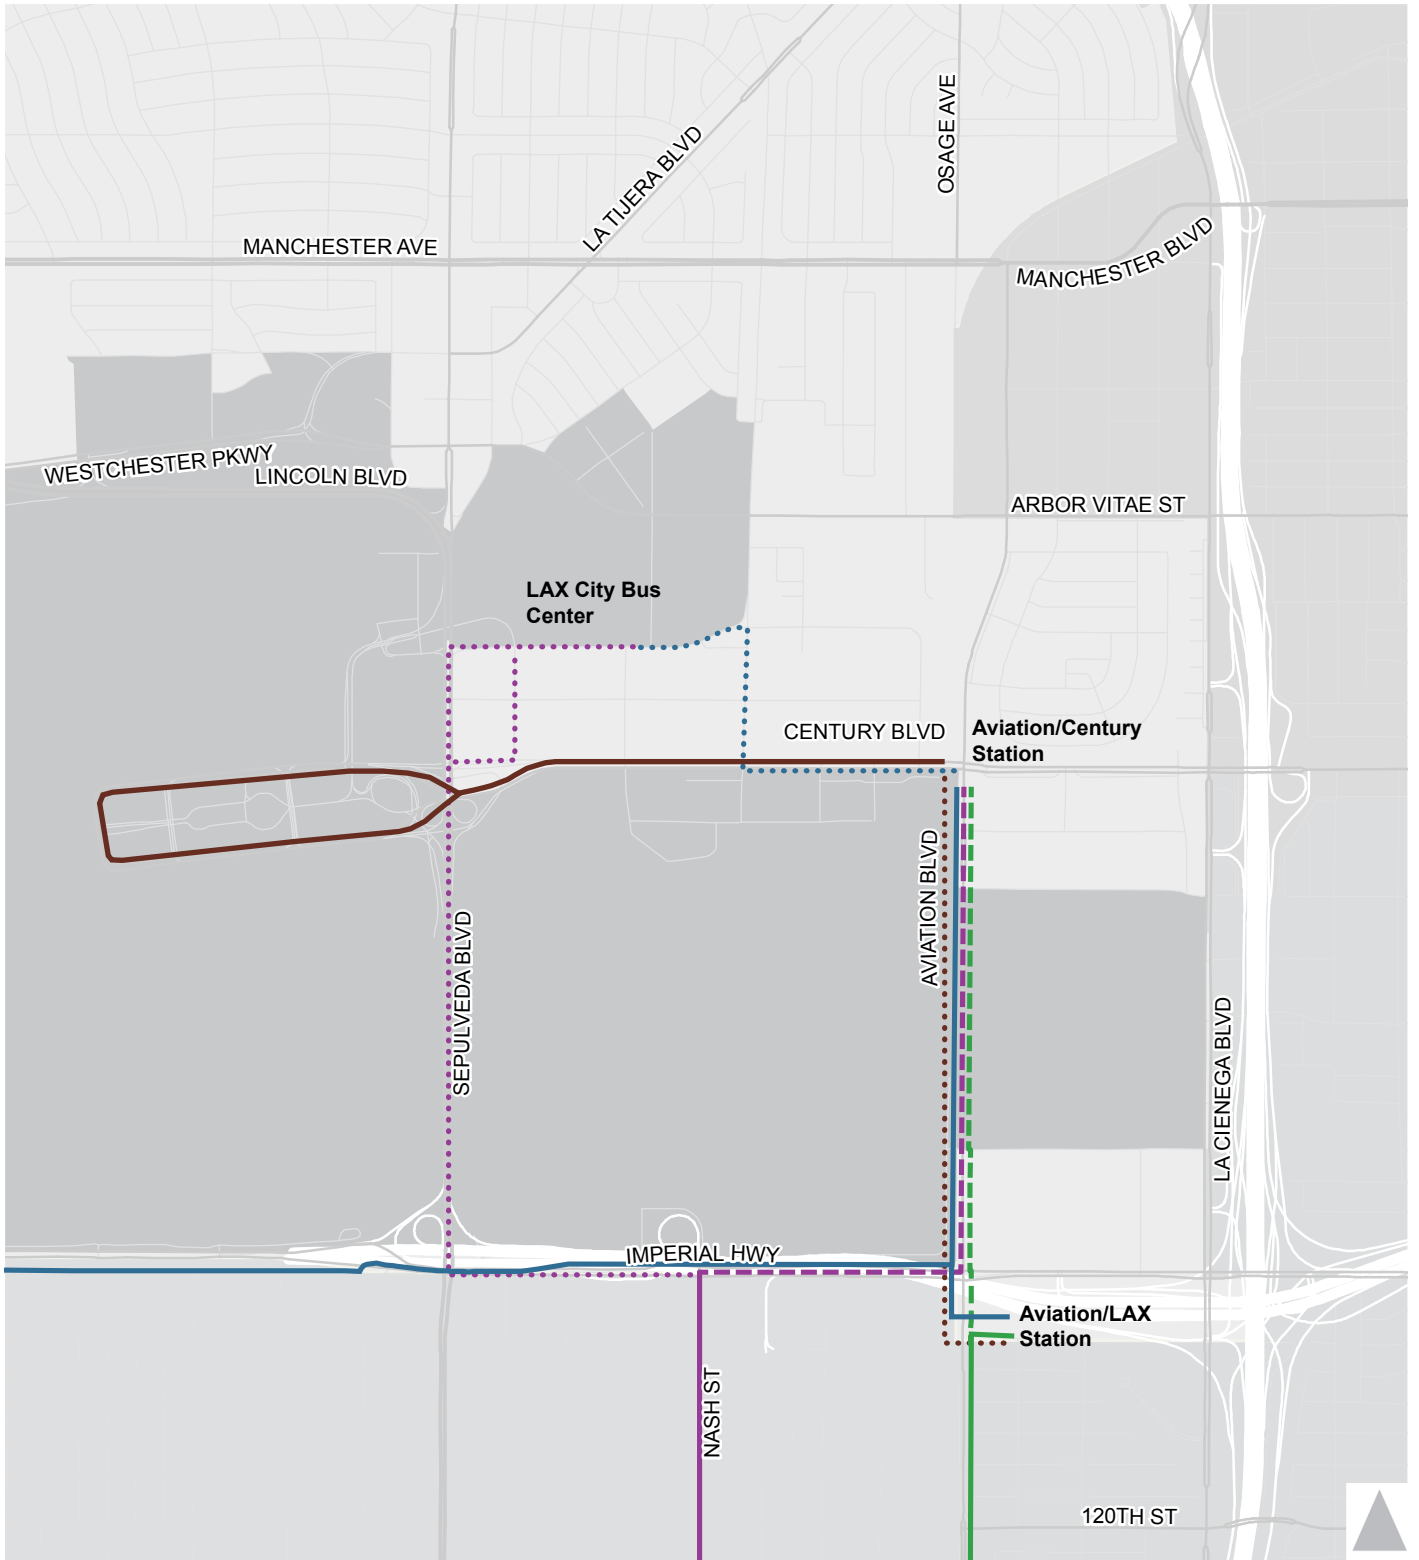 OSAGE AVE
LA TIJERA BLVD
MANCHESTER AVE
MANCHESTER BLVD
WESTCHESTER PKWY
LINCOLN BLVD
ARBOR VITAE ST
LAX City Bus
Center
CENTURY BLVD
Aviation/Century
Station
AVIATION BLVD
SEPULVEDA BLVD
LA CIENEGA BLVD
IMPERIAL HWY
Aviation/LAX
Station
NASH ST
120TH ST